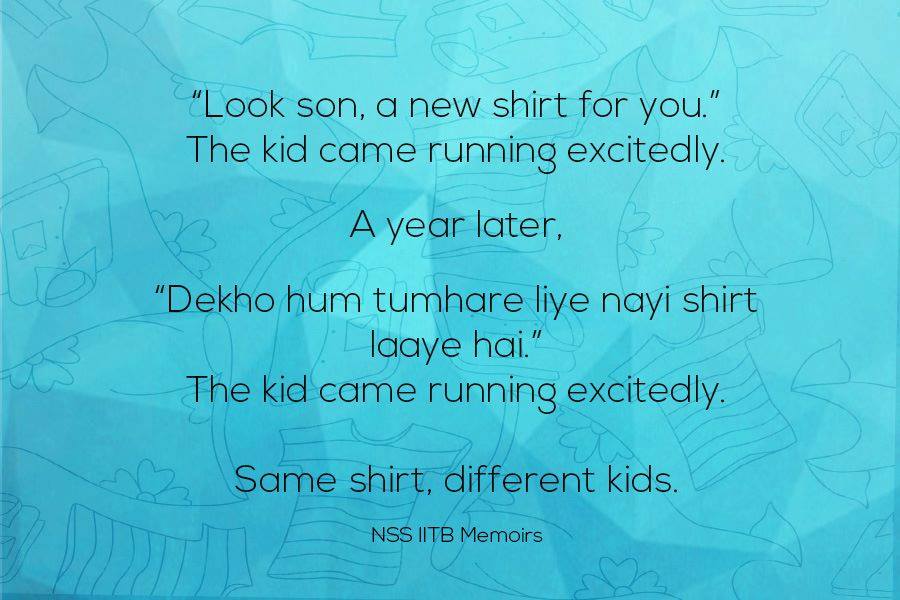 “Look son, a new shirt for you.”
The kid came running excitedly.
A year later,
“Dekho hum tumhare liye nayi shirt
laaye hai.”
The kid came running excitedly.
Same shirt, different kids.
NSS IITB Memoirs